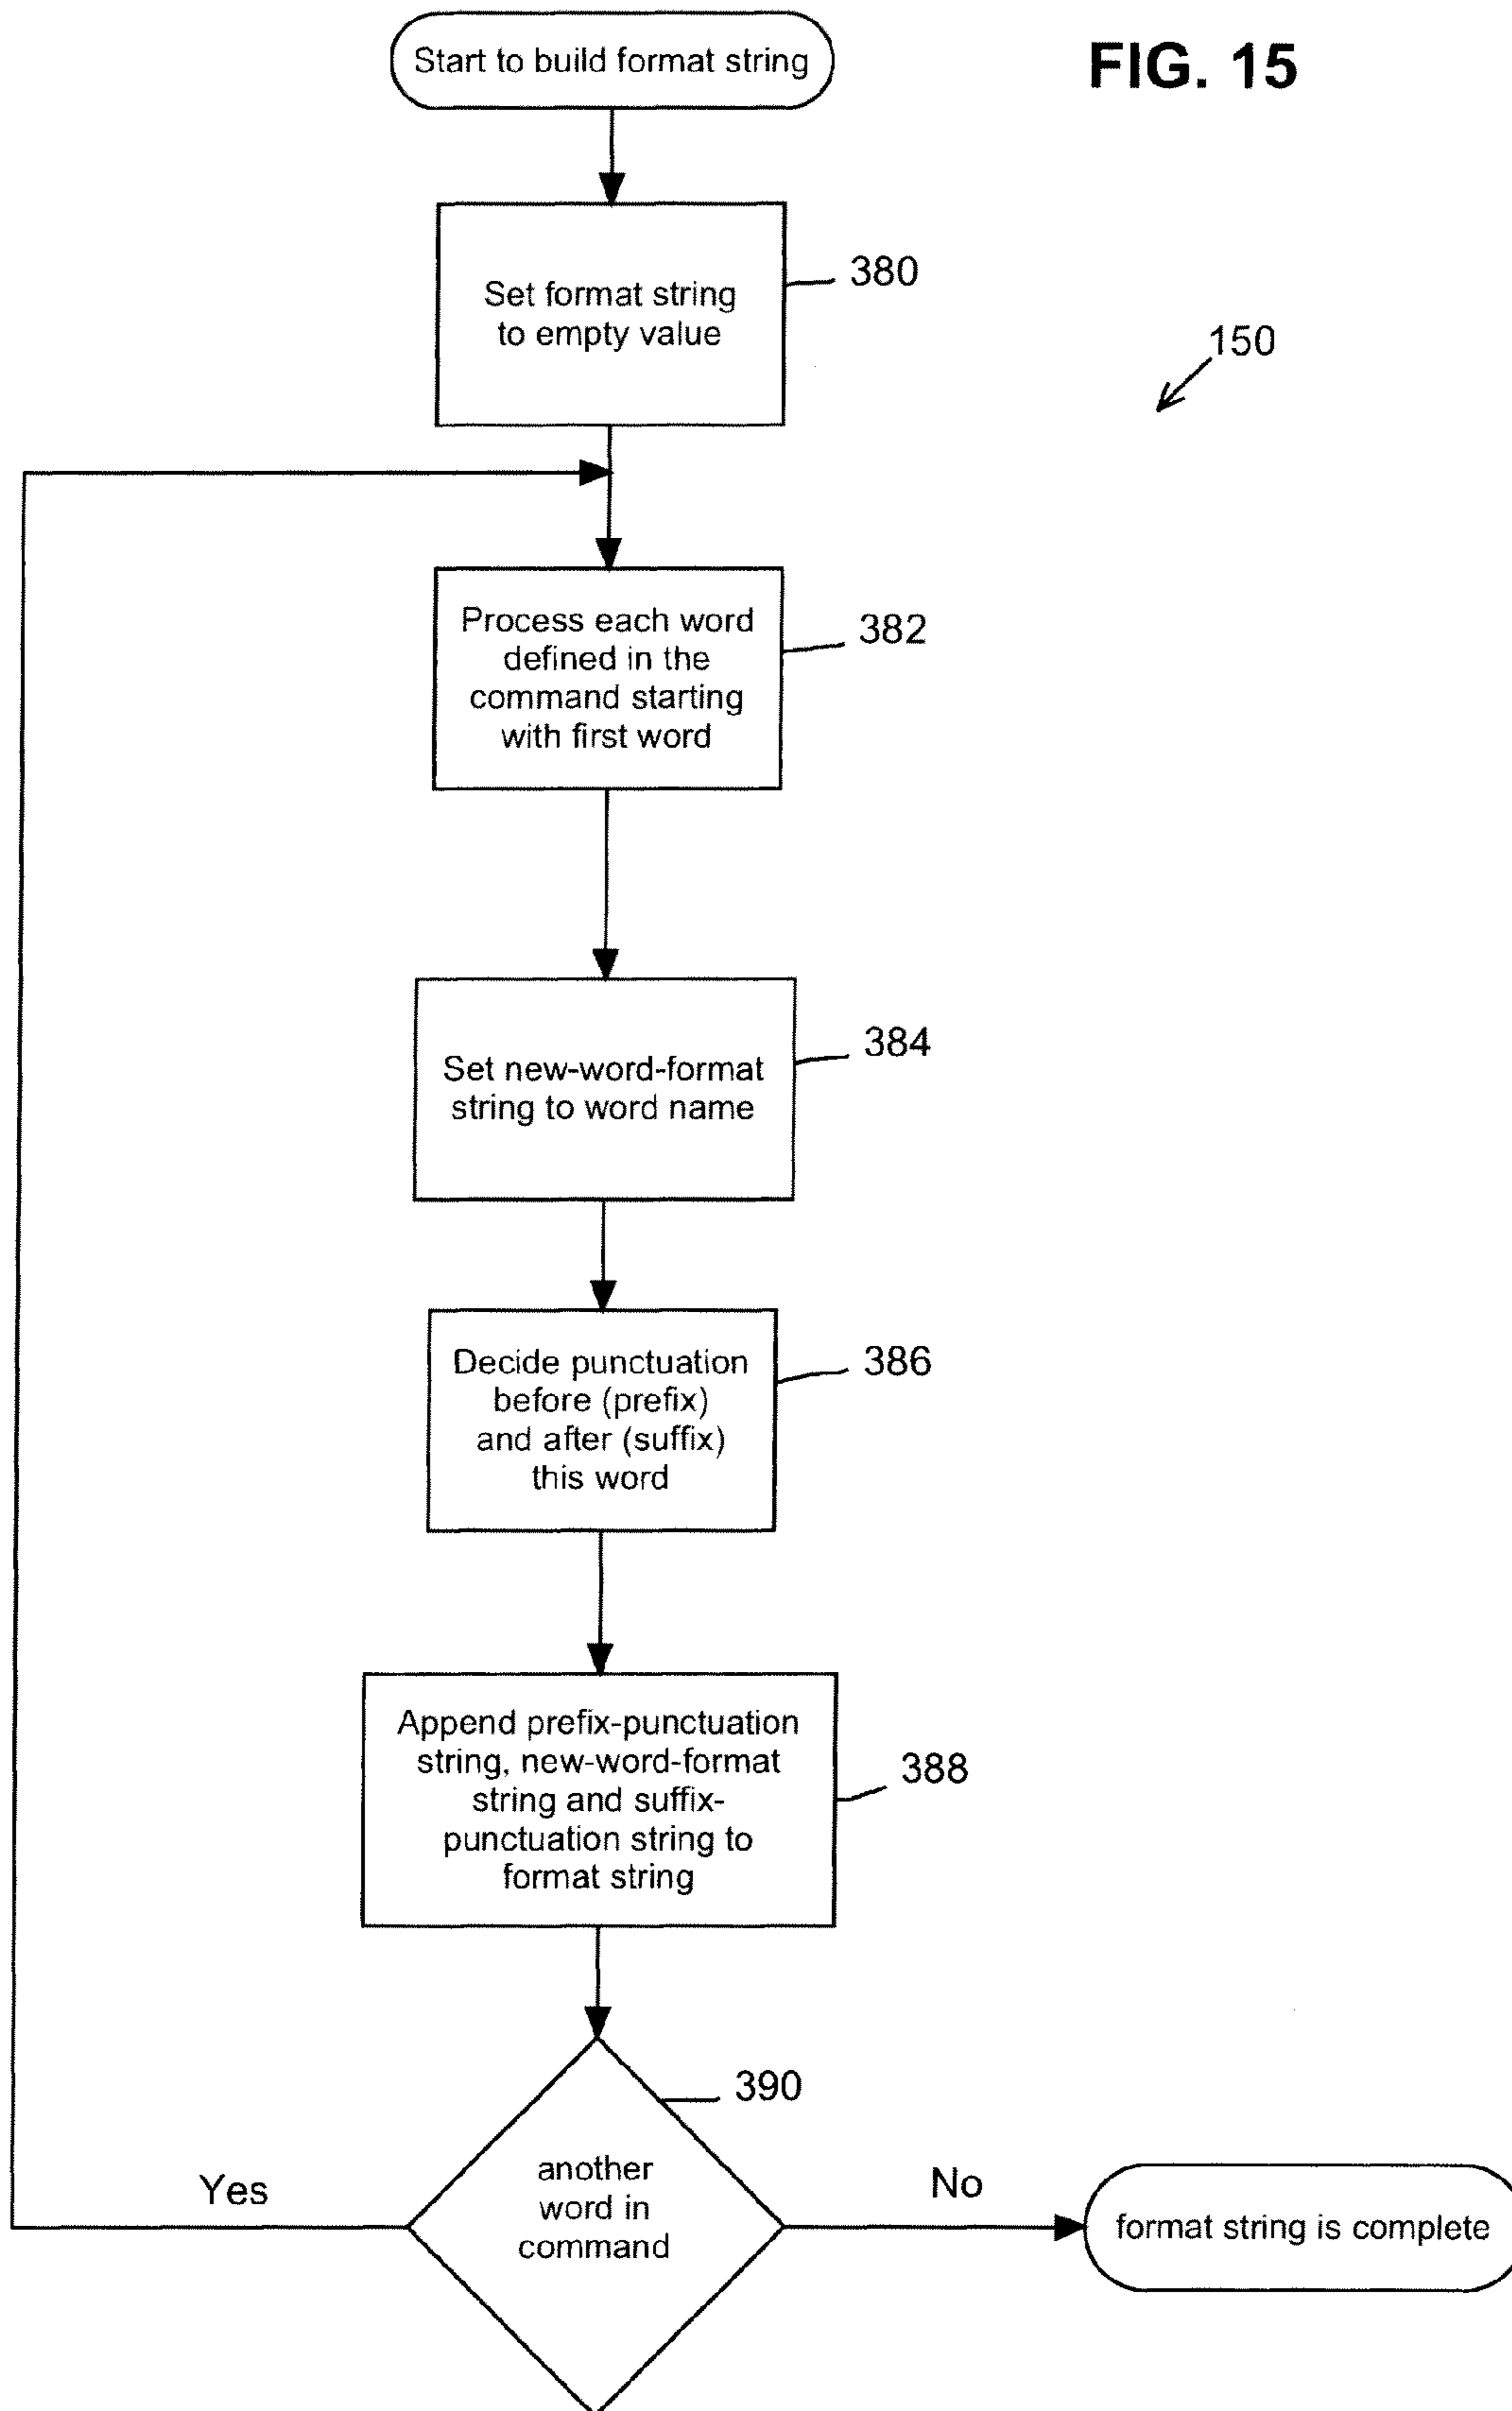 Start to build format string
FIG. 15
Set format string
to empty value
380
150
Process each word
defined in the
command starting
with first word
382
Set new-word-format
string to word name
384
Decide punctuation
before (prefix)
and after (suffix)
this word
386
Append prefix-punctuation
string, new-word-format
string and suffix-
punctuation string to
format string
388
390
another
word in
command
Yes
No
format string is complete